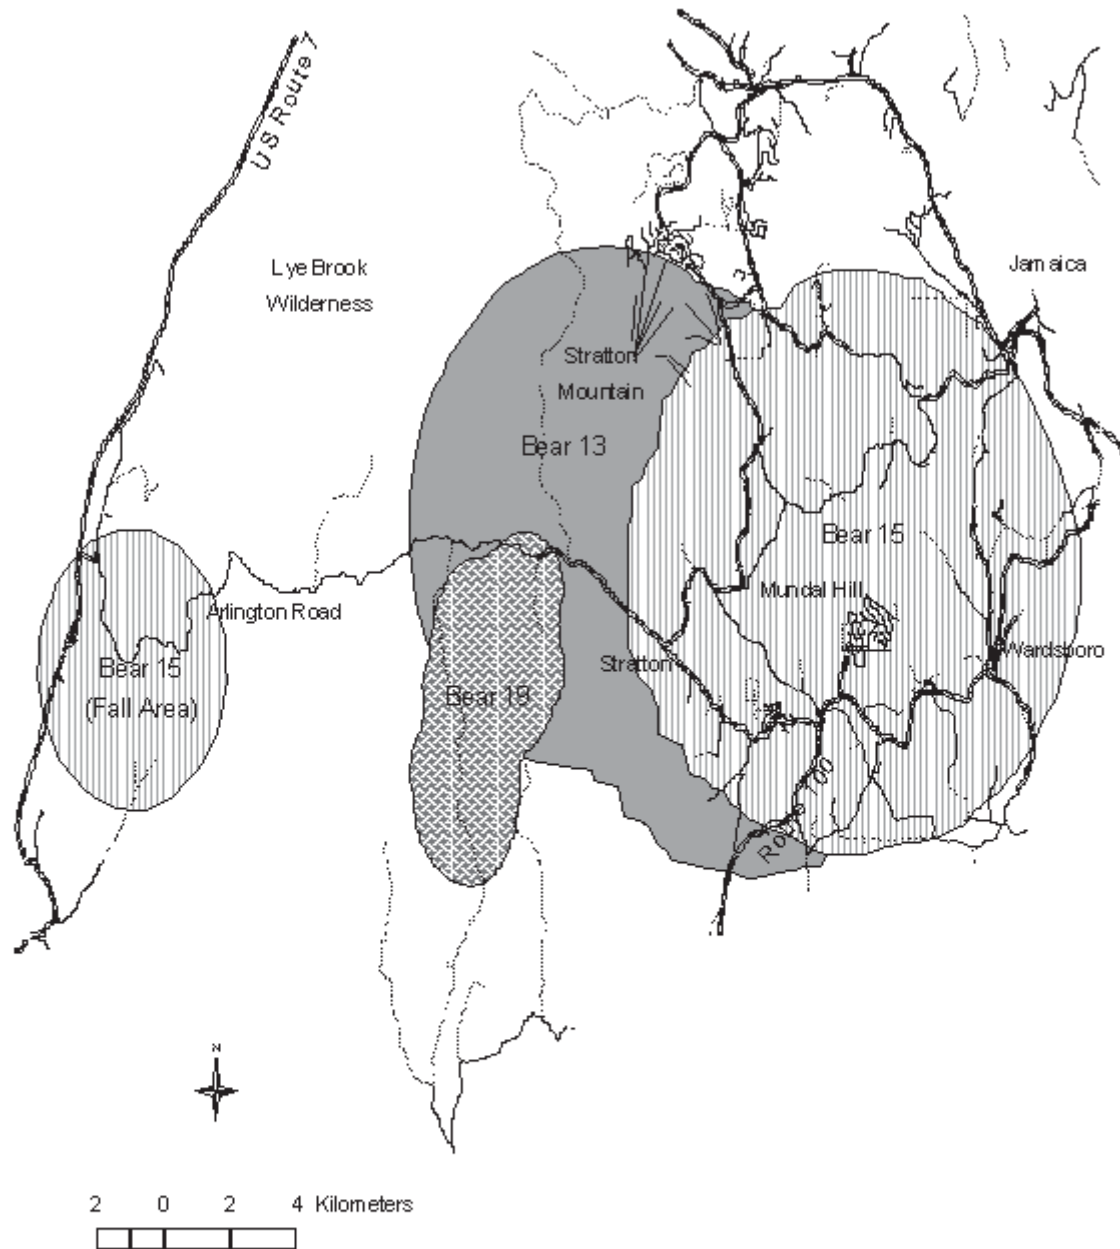 US Route 7
Lye Brook
Wilderness
Jamaica
Stratton
Mountain
Bear 13
Bear 15
Mundal Hill
Arlington Road
Stratton
Wardsboro
Bear 15
(Fall Area)
Bear 19
Route 100
N
2 0 2 4 Kilometers